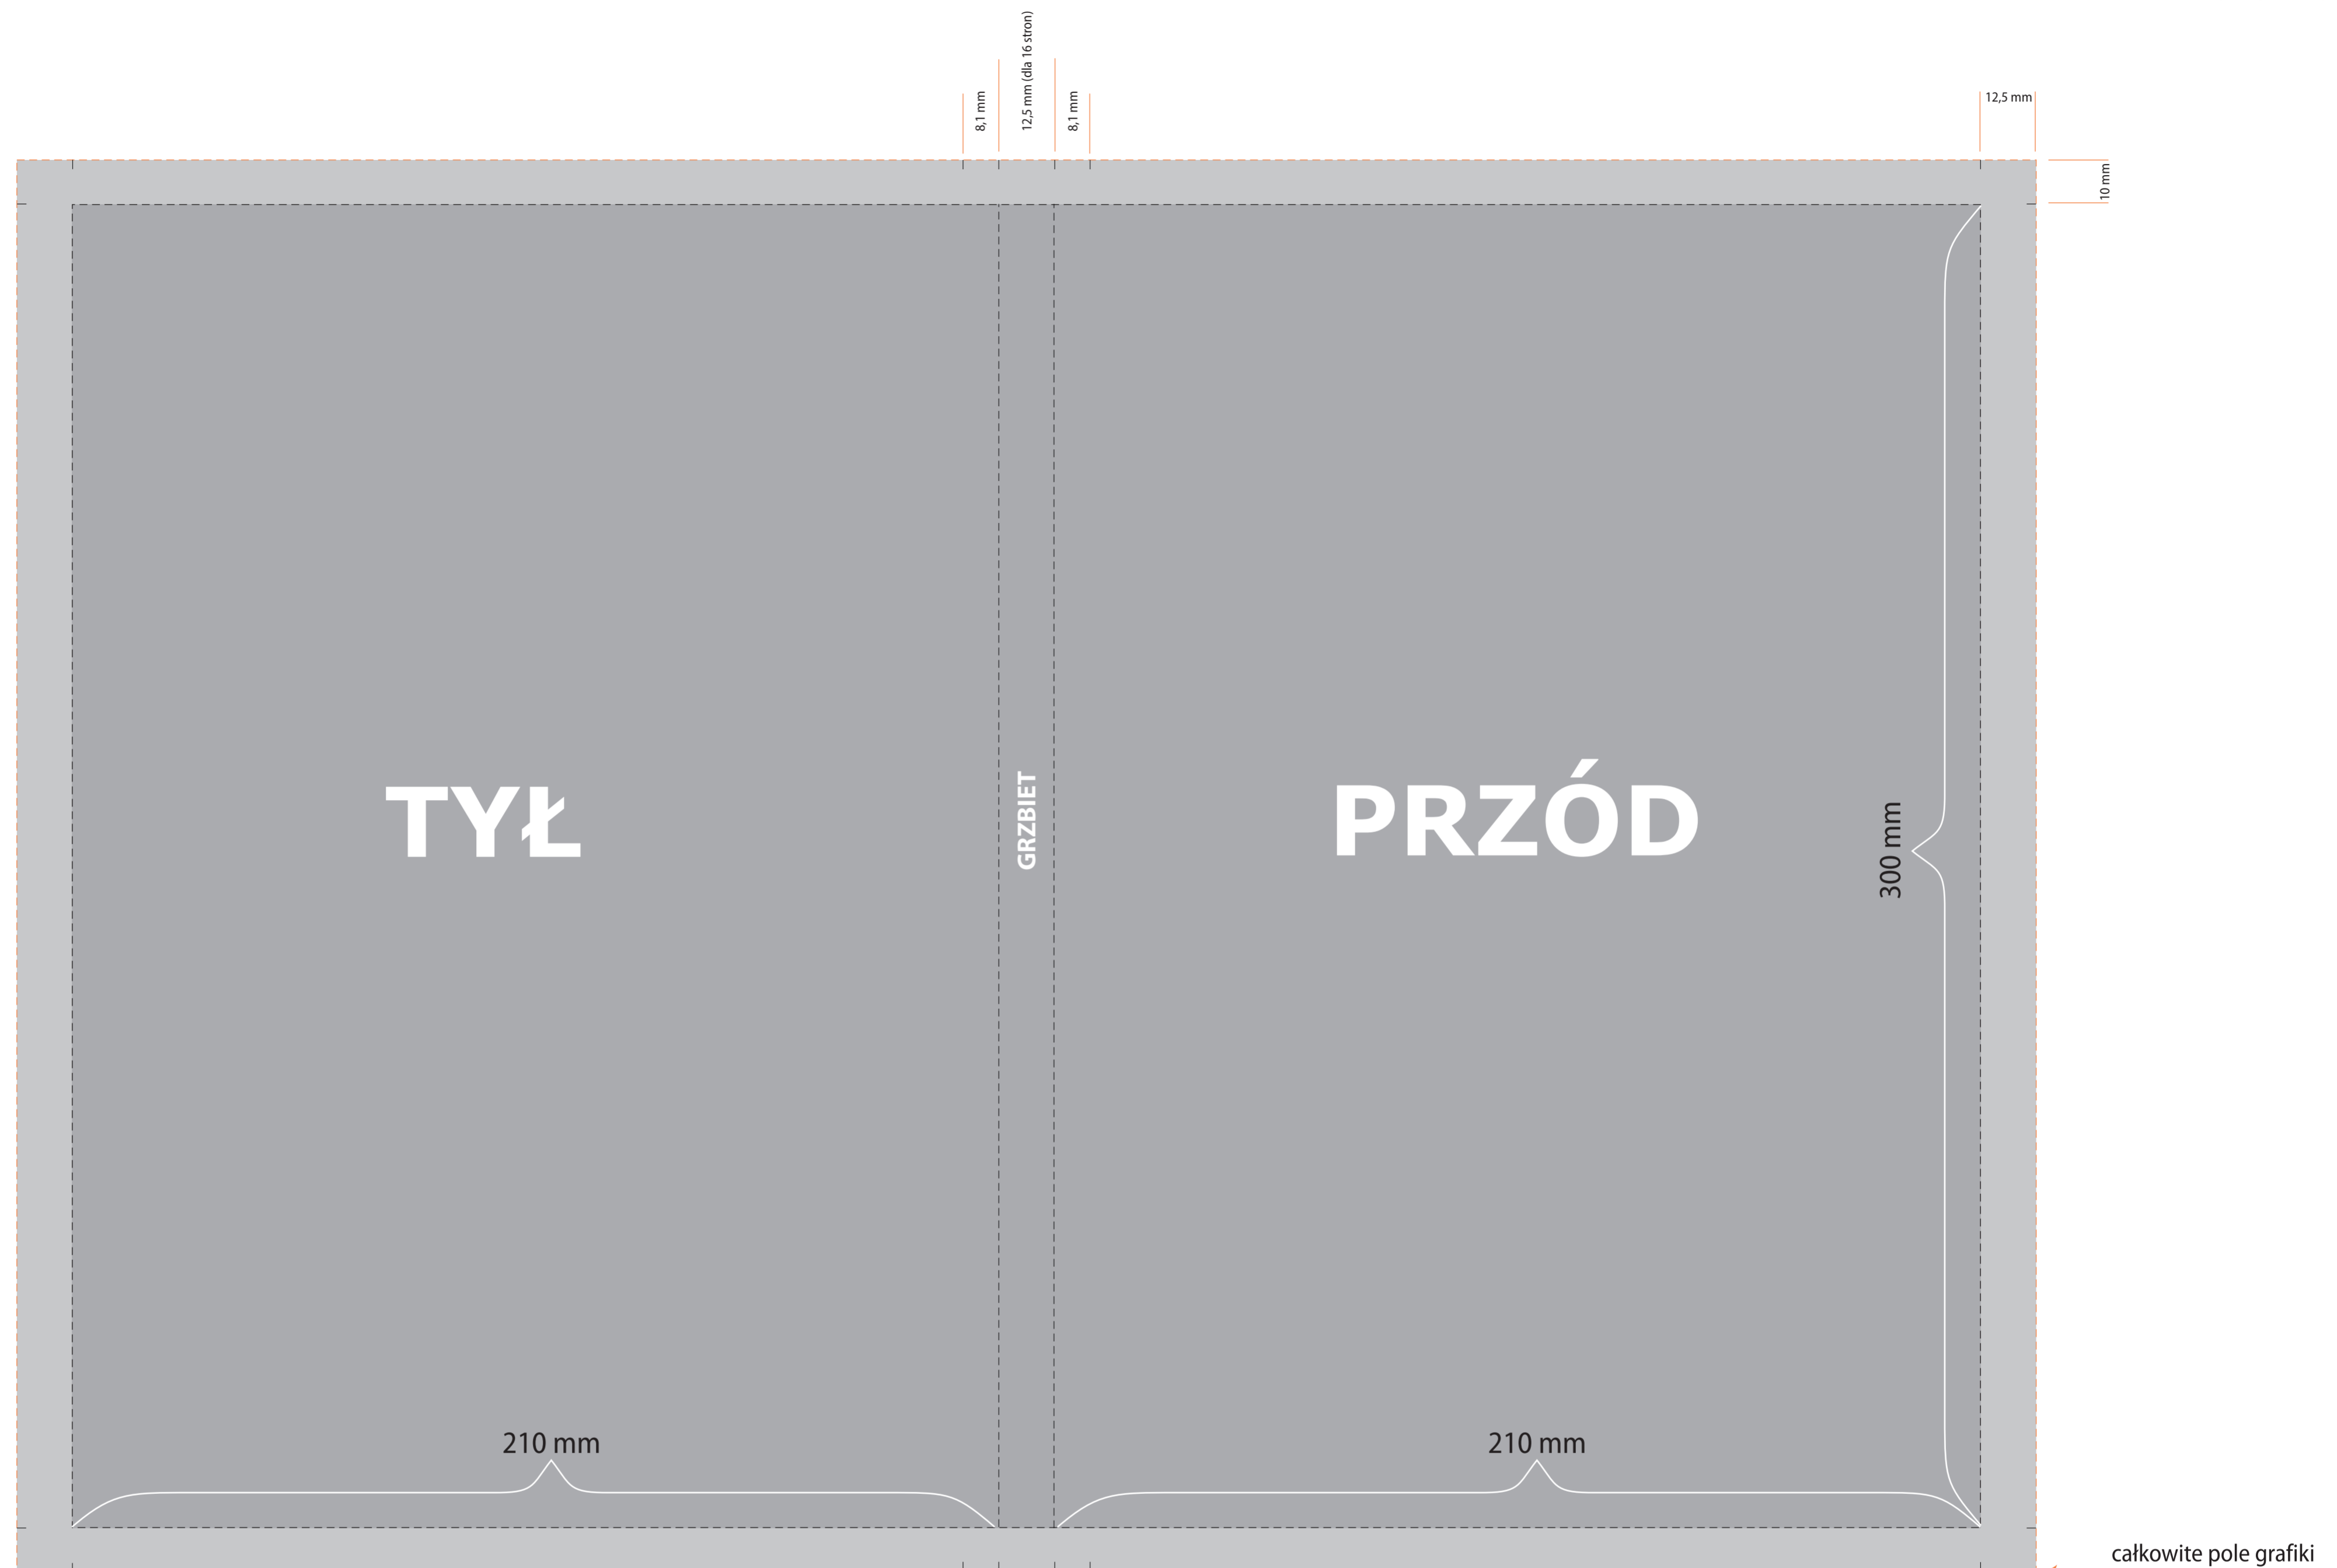 8,1 mm
12,5 mm (dla 16 stron)
8,1 mm
12,5 mm
10 mm
TYŁ
GRZBIET
PRZÓD
300 mm
210 mm
210 mm
całkowite pole grafiki